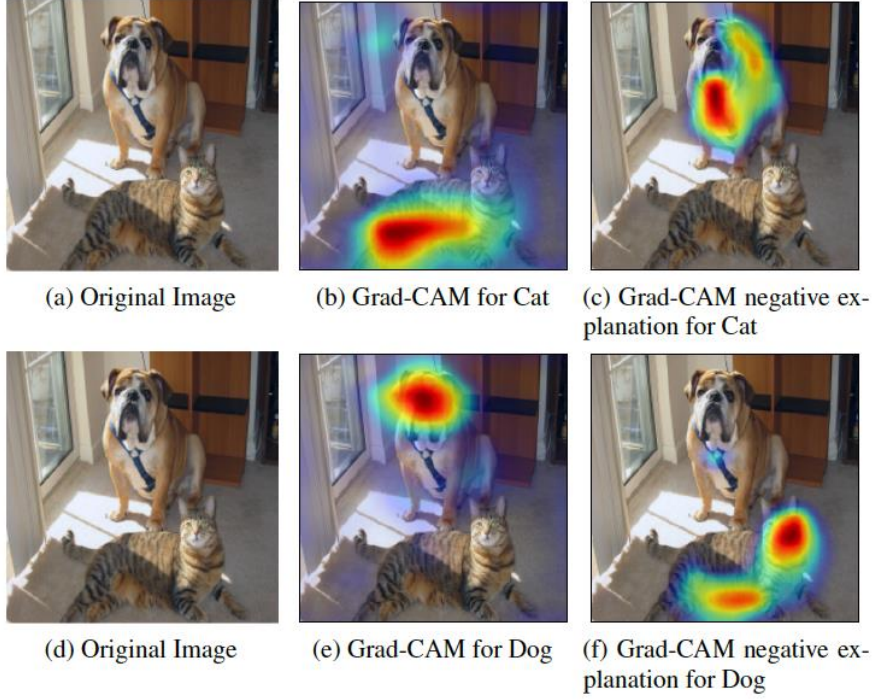 (a) Original Image
(b) Grad-CAM for Cat
(c) Grad-CAM negative ex-
planation for Cat
(d) Original Image
(e) Grad-CAM for Dog
(f) Grad-CAM negative ex-
planation for Dog